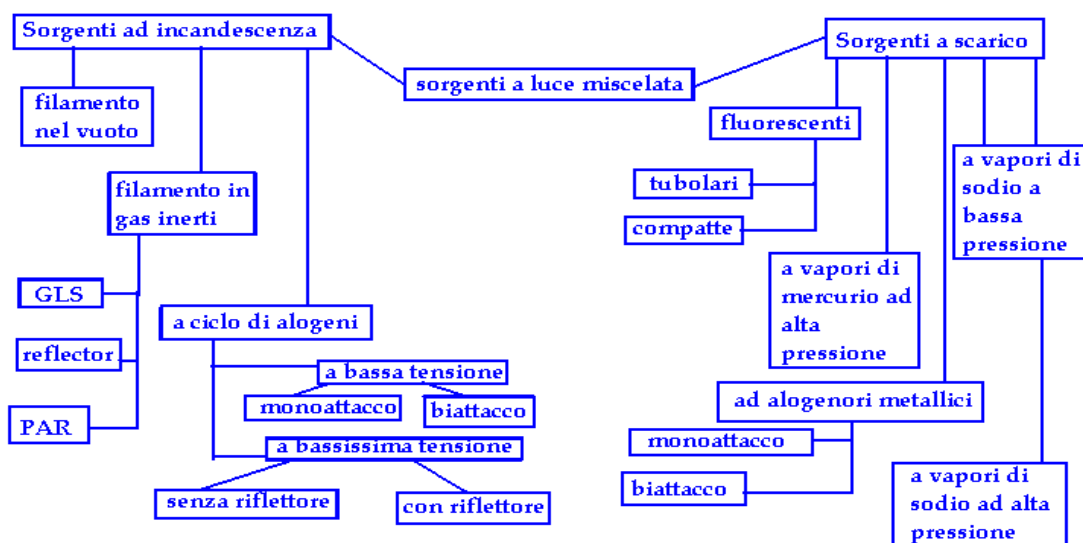 Sorgenti ad incandescenza
Sorgenti a scarico
sorgenti a luce miscelata
filamento
nel vuoto
fluorescenti
a vapori di
sodio a
bassa
pressione
filamento in
gas inerti
tubolari
compatte
a vapori di
mercurio ad
alta
pressione
GLS
a ciclo di alogeni
reflector
a bassa tensione
monoattacco
biattacco
ad alogenori metallici
PAR
a bassissima tensione
monoattacco
senza riflettore
con riflettore
biattacco
a vapori di
sodio ad alta
pressione